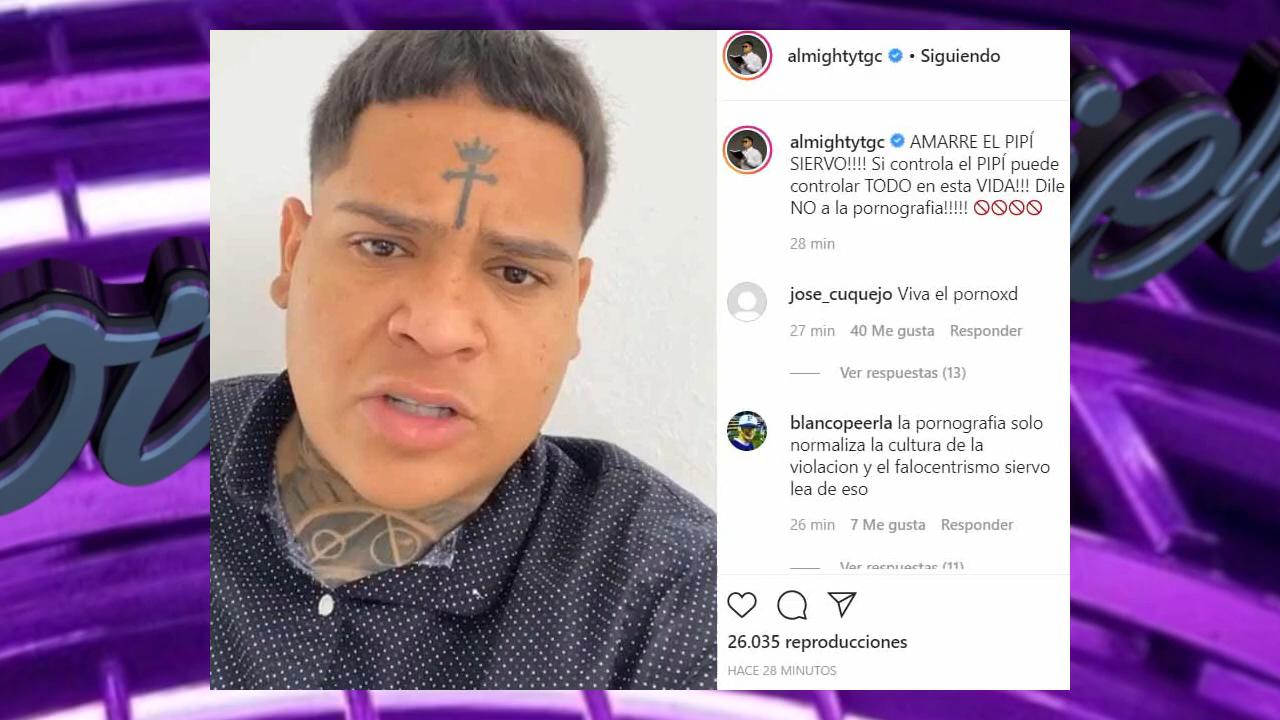 almightytgc • Siguiendo
almightytgc AMARRE EL PIPÍ
SIERVO!!!! Si controla el PIPÍ puede
controlar TODO en esta VIDA!!! Dile
NO a la pornografia!!!!! 🚫🚫🚫🚫
28 min
jose_cuquejo Viva el pornoxd
27 min 40 Me gusta Responder
Ver respuestas (13)
blancopeerla la pornografia solo
normaliza la cultura de la
violacion y el falocentrismo siervo
lea de eso
26 min 7 Me gusta Responder
Ver respuestas (11)
26.035 reproducciones
HACE 28 MINUTOS